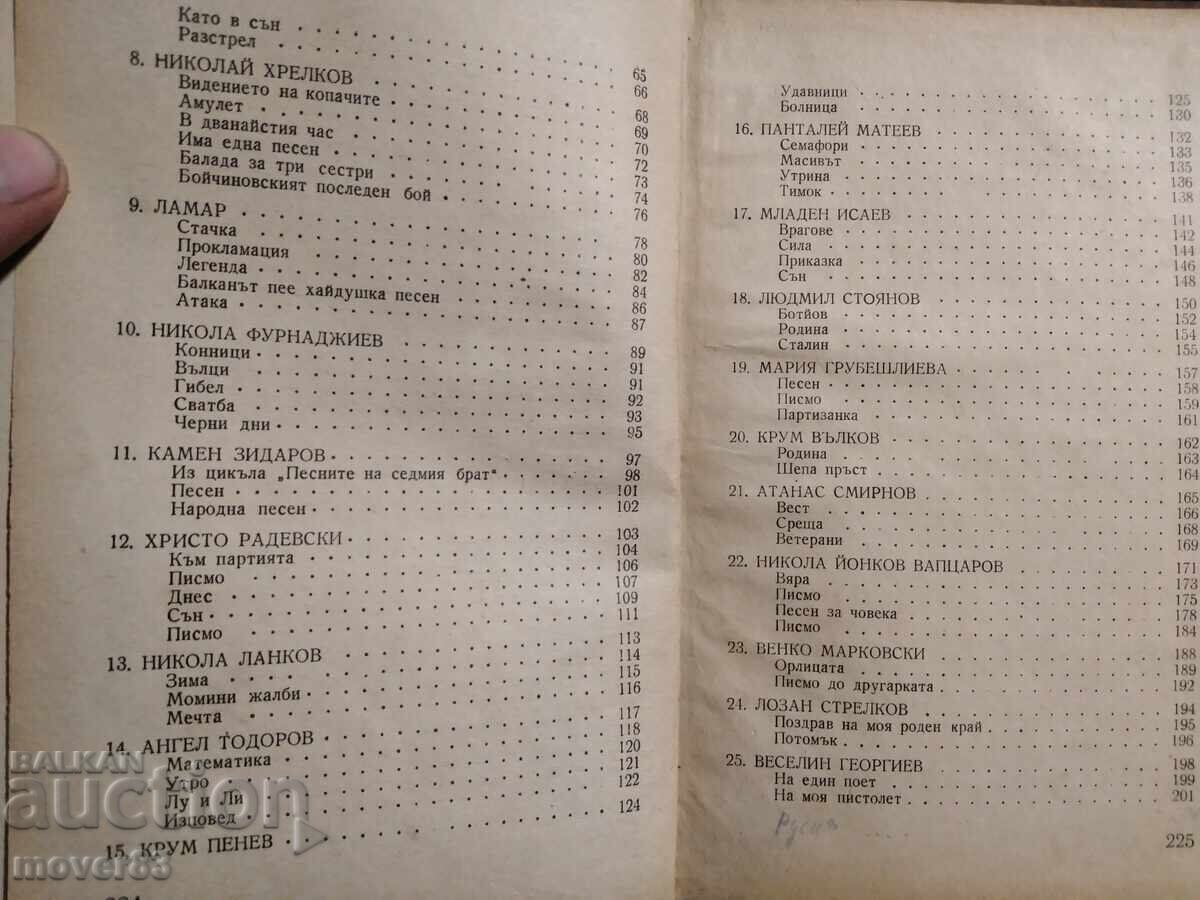 Като в сън . . . 65
Разстрел . . . 66
8. НИКОЛАЙ ХРЕЛКОВ . . . 68
Видението на копачите . . . 69
Амулет . . . 70
В дванайстия час . . . 72
Има една песен . . . 73
Балада за три сестри . . . 74
Бойчиновският последен бой . . . 76
9. ЛАМАР . . . 78
Стачка . . . 80
Прокламация . . . 82
Легенда . . . 84
Балканът пее хайдушка песен . . . 86
Атака . . . 87
10. НИКОЛА ФУРНАДЖИЕВ . . . 89
Конници . . . 91
Вълци . . . 91
Гибел . . . 92
Сватба . . . 93
Черни дни . . . 95
11. КАМЕН ЗИДАРОВ . . . 97
Из цикъла „Песните на седмия брат“ . . . 98
Песен . . . 101
Народна песен . . . 102
12. ХРИСТО РАДЕВСКИ . . . 103
Към партията . . . 104
Писмо . . . 106
Днес . . . 107
Сън . . . 109
Писмо . . . 111
13. НИКОЛА ЛАНКОВ . . . 113
Зима . . . 114
Момини жалби . . . 115
Мечта . . . 116
14. АНГЕЛ ТОДОРОВ . . . 117
Математика . . . 118
Утро . . . 120
Лу и Ли . . . 121
Изповед . . . 122
15. КРУМ ПЕНЕВ . . . 124
Удавници . . . 125
Болница . . . 130
16. ПАНТАЛЕЙ МАТЕЕВ . . . 132
Семафори . . . 133
Масивът . . . 135
Утрина . . . 136
Тимок . . . 138
17. МЛАДЕН ИСАЕВ . . . 141
Врагове . . . 142
Сила . . . 144
Приказка . . . 146
Сън . . . 148
18. ЛЮДМИЛ СТОЯНОВ . . . 150
Ботйов . . . 152
Родина . . . 154
Сталин . . . 155
19. МАРИЯ ГРУБЕШЛИЕВА . . . 157
Песен . . . 158
Писмо . . . 159
Партизанка . . . 161
20. КРУМ ВЪЛКОВ . . . 162
Родина . . . 163
Шепа пръст . . . 164
21. АТАНАС СМИРНОВ . . . 165
Вест . . . 166
Среща . . . 168
Ветерани . . . 169
22. НИКОЛА ЙОНКОВ ВАПЦАРОВ . . . 171
Вяра . . . 173
Писмо . . . 175
Песен за човека . . . 178
Писмо . . . 184
23. ВЕНКО МАРКОВСКИ . . . 188
Орлицата . . . 189
Писмо до другарката . . . 192
24. ЛОЗАН СТРЕЛКОВ . . . 194
Поздрав на моя роден край . . . 195
Потомък . . . 196
25. ВЕСЕЛИН ГЕОРГИЕВ . . . 198
На един поет . . . 199
На моя пистолет . . . 201
225
BALKAN
auction
mover83